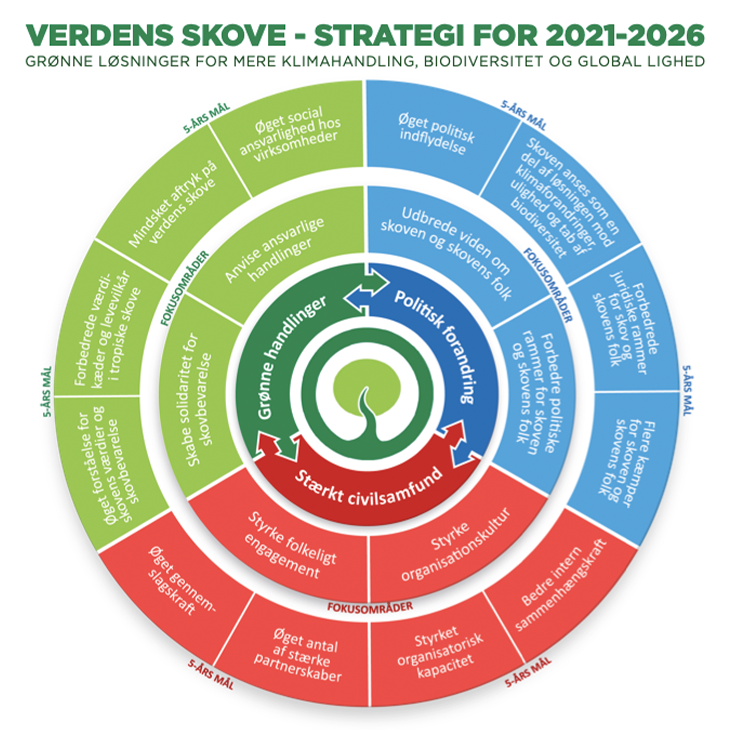 VERDENS SKOVE - STRATEGI FOR 2021-2026
GRØNNE LØSNINGER FOR MERE KLIMAHANDLING, BIODIVERSITET OG GLOBAL LIGHED
5-ÅRS MÅL
Øget social
ansvarlighed hos
virksomheder
Mindsket aftryk på
verdens skove
5-ÅRS MÅL
Forbedrede værdi-
kæder og levevilkår
i tropiske skove
Øget forståelse for
skovens værdier og
skovbevarelse
5-ÅRS MÅL
Øget politisk
indflydelse
Skoven anses som en
del af løsningen mod
klimaforandringer,
ulighed og tab af
biodiversitet
5-ÅRS MÅL
Forbedrede
juridiske rammer
for skov og
skovens folk
Flere kæmper
for skoven og
skovens folk
FOKUSOMRÅDER
Anvise ansvarlige
handlinger
Skabe solidaritet for
skovbevarelse
FOKUSOMRÅDER
Udbrede viden om
skoven og skovens folk
Forbedre politiske
rammer for skoven
og skovens folk
Grønne handlinger
Politisk forandring
Stærkt civilsamfund
Styrke folkeligt
engagement
Styrke
organisationskultur
FOKUSOMRÅDER
Øget gennem-
slagskraft
Øget antal
af stærke
partnerskaber
5-ÅRS MÅL
Styrket
organisatorisk
kapacitet
Bedre intern
sammenhængskraft
5-ÅRS MÅL